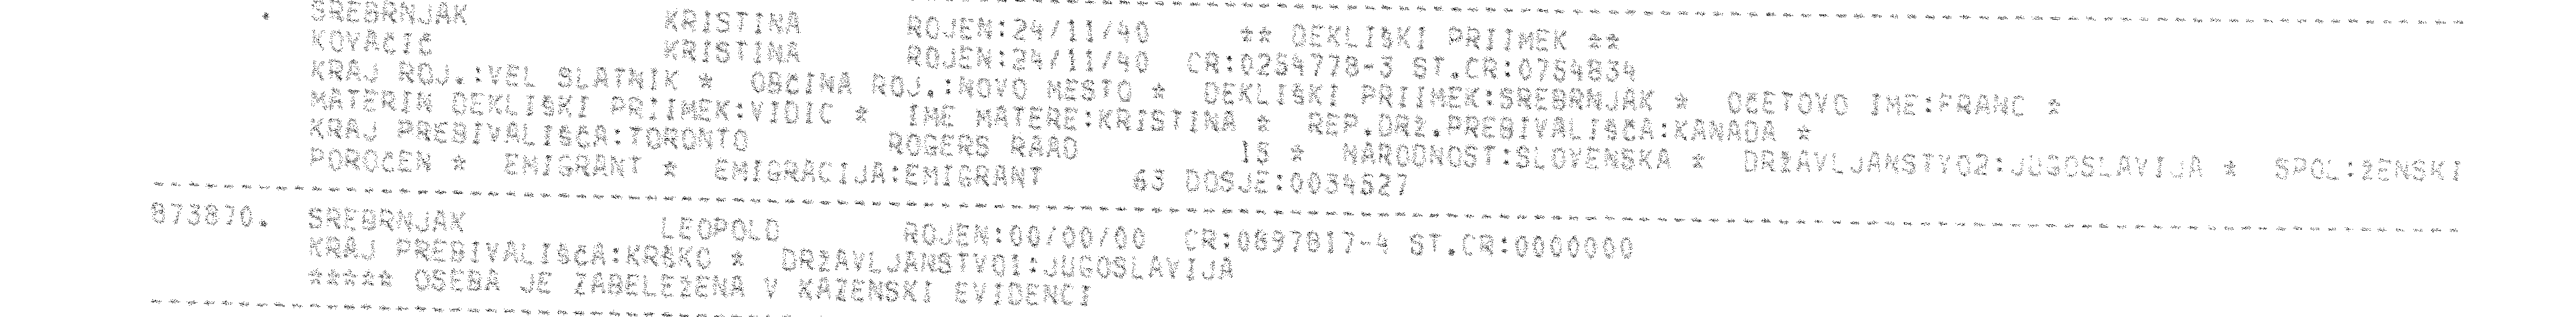 . SREBRNJAK KRISTINA ROJEN:24/11/40 ** DEKLIŠKI PRIIMEK **
KOVAČIČ KRISTINA ROJEN:24/11/40 CR:0254778-3 ST.CR:0754834
KRAJ ROJ.:VEL SLATNIK * OBČINA ROJ.:NOVO MESTO * DEKLIŠKI PRIIMEK:SREBRNJAK * OČETOVO IME:FRANC *
MATERIN DEKLIŠKI PRIIMEK:VIDIC * IME MATERE:KRISTINA * REP.DRŽ.PREBIVALIŠČA:KANADA *
KRAJ PREBIVALIŠČA:TORONTO ROGERS RAAD 15 * NARODNOST:SLOVENSKA * DRŽAVLJANSTVO2:JUGOSLAVIJA * SPOL:ŽENSKI
POROČEN * EMIGRANT * EMIGRACIJA:EMIGRANT 63 DOSJE:0034527
873870. SREBRNJAK LEOPOLD ROJEN:00/00/00 CR:0697817-4 ST.CR:0000000
KRAJ PREBIVALIŠČA:KRŠKO * DRŽAVLJANSTVO1:JUGOSLAVIJA
***** OSEBA JE ZABELEŽENA V KAZENSKI EVIDENCI